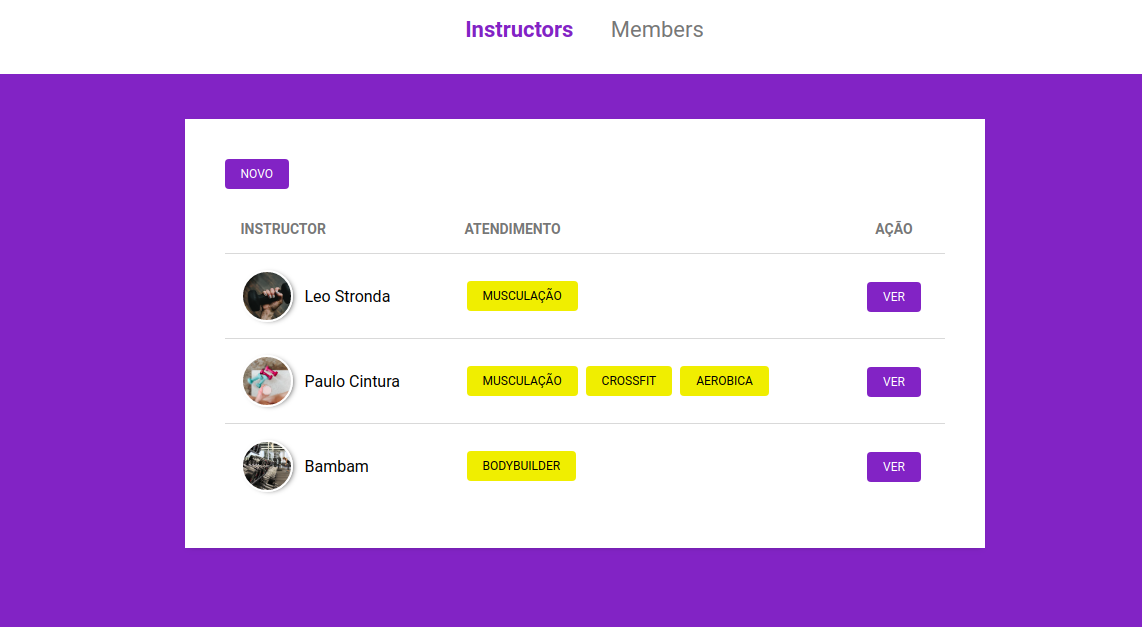 Instructors Members
NOVO
INSTRUCTOR ATENDIMENTO AÇÃO
Leo Stronda MUSCULAÇÃO VER
Paulo Cintura MUSCULAÇÃO CROSSFIT AEROBICA VER
Bambam BODYBUILDER VER